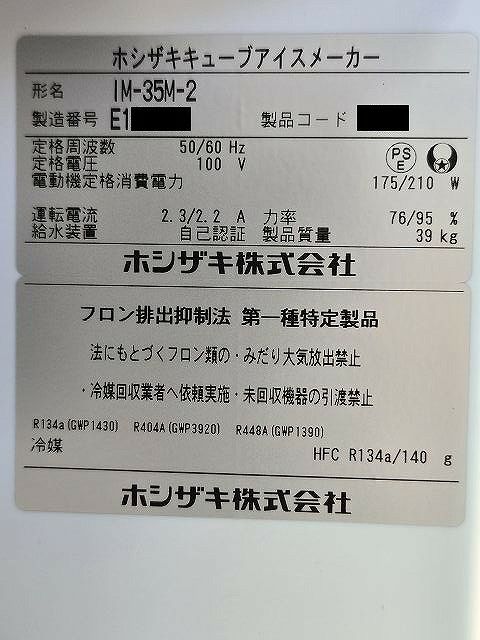 ホシザキキューブアイスメーカー
形名 IM-35M-2
製造番号 E1 製品コード
定格周波数 50/60 Hz
定格電圧 100 V
PS E
電動機定格消費電力 175/210 W
運転電流 2.3/2.2 A 力率 76/95 %
給水装置 自己認証 製品質量 39 kg
ホシザキ株式会社
フロン排出抑制法 第一種特定製品
法にもとづくフロン類の・みだり大気放出禁止
・冷媒回収業者へ依頼実施・未回収機器の引渡禁止
R134a(GWP1430) R404A(GWP3920) R448A(GWP1390)
冷媒 HFC R134a/140 g
ホシザキ株式会社